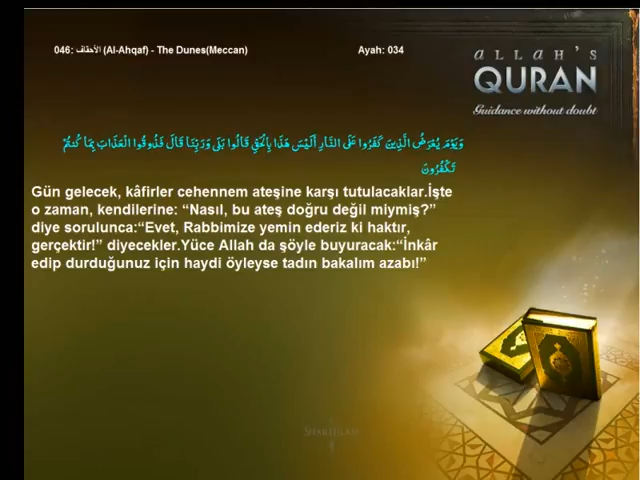 046: الأحقاف (Al-Ahqaf) - The Dunes(Meccan) Ayah: 034
ALLAH'S
QURAN
Guidance without doubt
وَيَوْمَ يُعْرَضُ الَّذِينَ كَفَرُوا عَلَى النَّارِ أَلَيْسَ هَذَا بِالْحَقِّ قَالُوا بَلَى وَرَبِّنَا قَالَ فَذُوقُوا الْعَذَابَ بِمَا كُنتُمْ
تَكْفُرُونَ
Gün gelecek, kâfirler cehennem ateşine karşı tutulacaklar.İşte
o zaman, kendilerine: “Nasıl, bu ateş doğru değil miymiş?”
diye sorulunca:“Evet, Rabbimize yemin ederiz ki haktır,
gerçektir!” diyecekler.Yüce Allah da şöyle buyuracak:“İnkâr
edip durduğunuz için haydi öyleyse tadın bakalım azabı!”